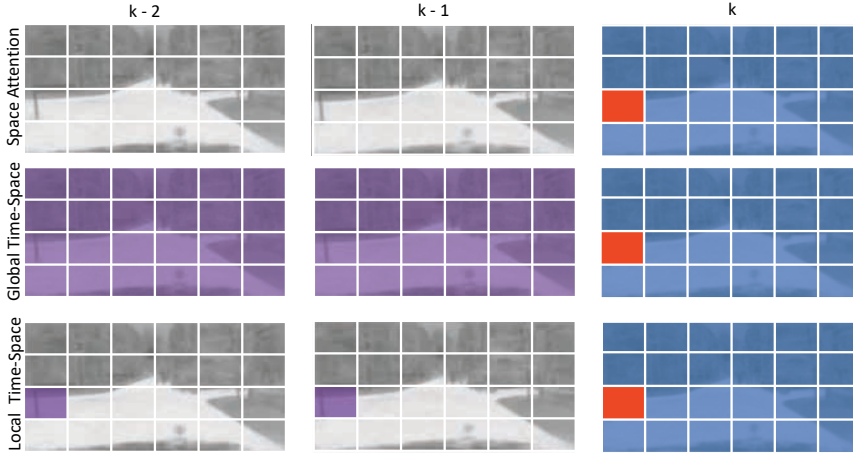 k - 2
k - 1
k
Space Attention
Global Time-Space
Local Time-Space